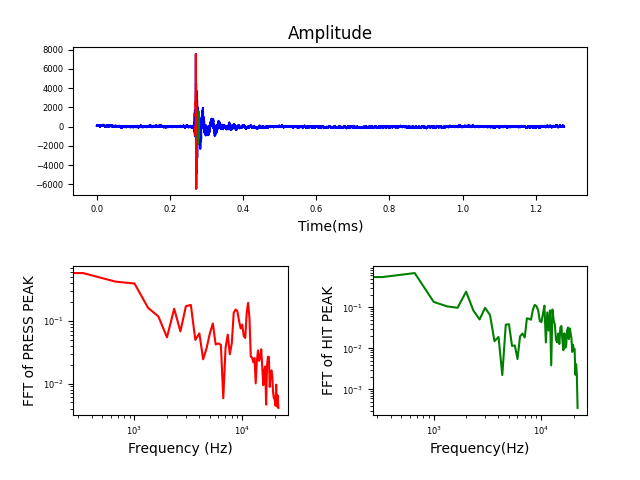 Amplitude
8000
6000
4000
2000
0
−2000
−4000
−6000
0.0 0.2 0.4 0.6 0.8 1.0 1.2
Time(ms)
FFT of PRESS PEAK
10⁻¹
10⁻²
10³ 10⁴
Frequency (Hz)
FFT of HIT PEAK
10⁻¹
10⁻²
10⁻³
10³ 10⁴
Frequency(Hz)